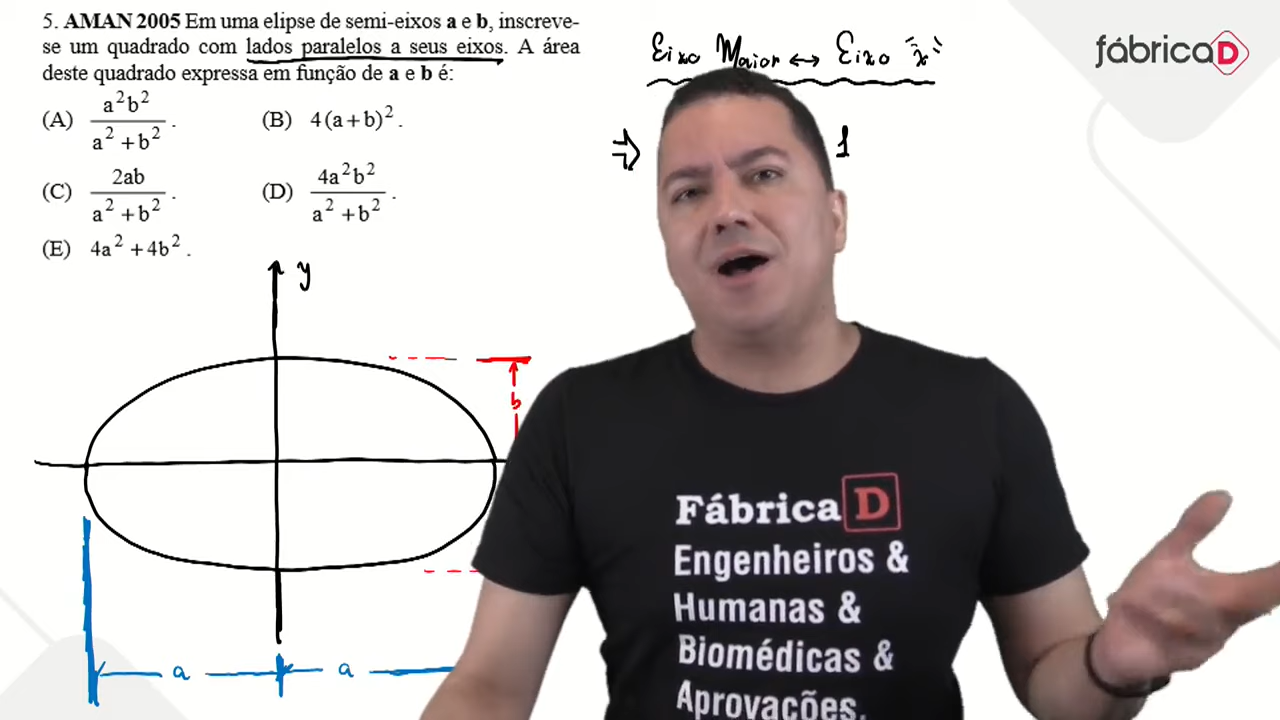 5. AMAN 2005 Em uma elipse de semi-eixos a e b, inscreve-
se um quadrado com lados paralelos a seus eixos. A área
deste quadrado expressa em função de a e b é:
(A) a²b² / a² + b² .
(B) 4(a + b)² .
(C) 2ab / a² + b² .
(D) 4a²b² / a² + b² .
(E) 4a² + 4b² .
Eixo Maior ↔ Eixo "x"
⇒ 1
fábricaD
y
b
a a
FábricaD
Engenheiros &
Humanas &
Biomédicas &
Aprovações.